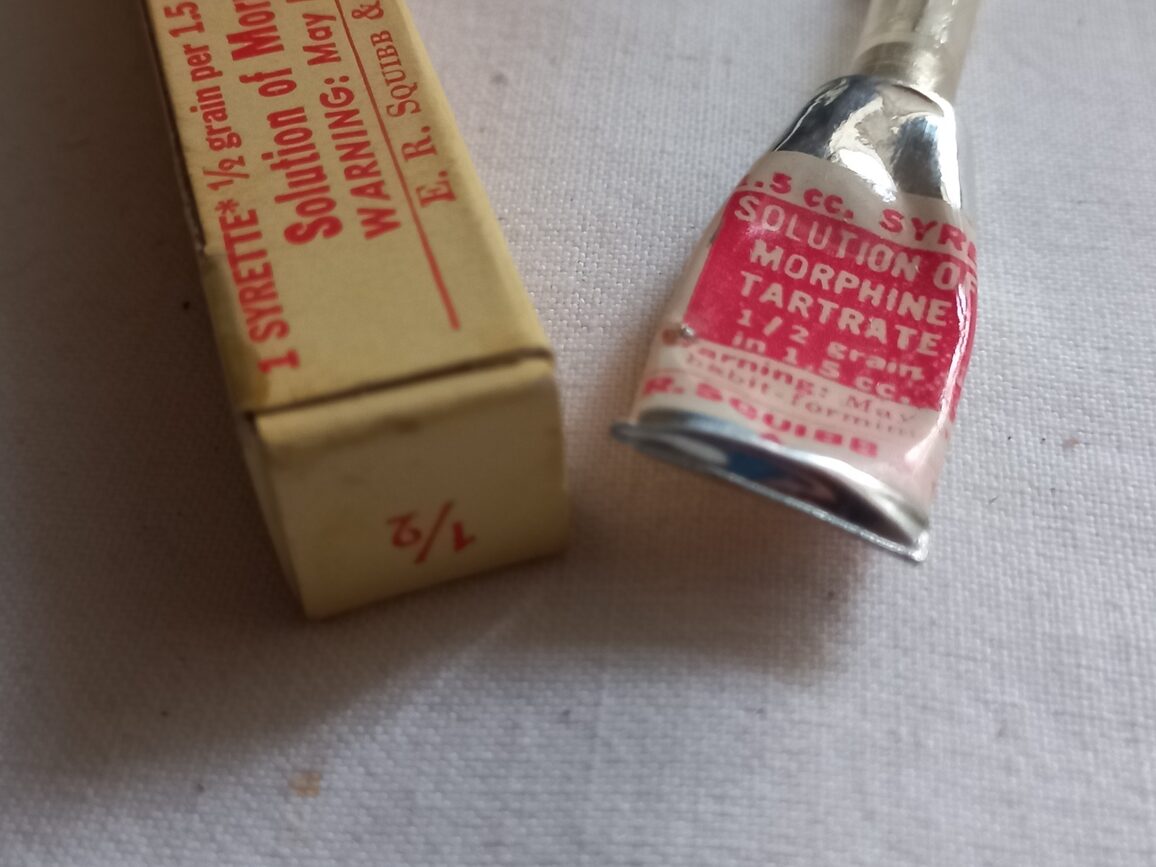 1 SYRETTE* 1/2 grain per 1.5
Solution of Mor
WARNING: May
E. R. SQUIBB &
1/2
.5 cc. SYR
SOLUTION OF
MORPHINE
TARTRATE
1/2 grain
in 1.5 cc.
Warning: May
habit-formin
R. SQUIBB